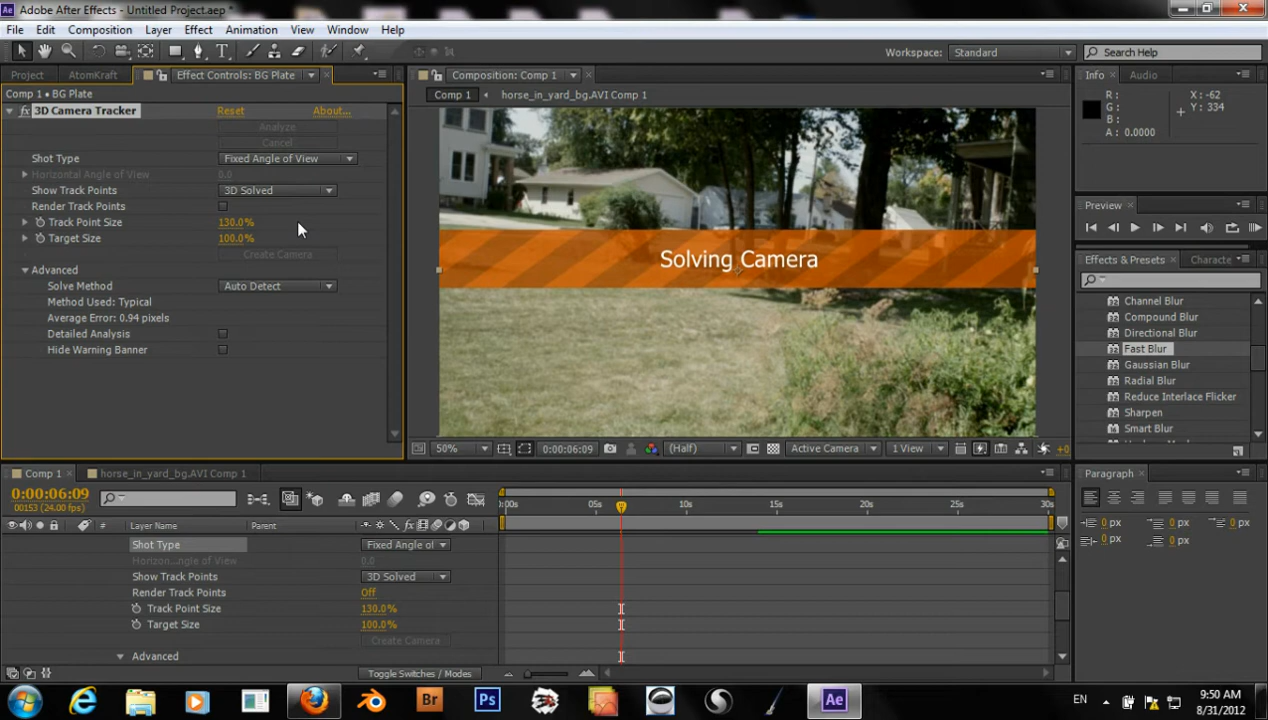 Adobe After Effects - Untitled Project.aep *
File Edit Composition Layer Effect Animation View Window Help
Workspace: Standard Search Help
Project AtomKraft Effect Controls: BG Plate
Comp 1 • BG Plate
fx 3D Camera Tracker Reset About...
Analyze
Cancel
Shot Type Fixed Angle of View
Horizontal Angle of View 0.0
Show Track Points 3D Solved
Render Track Points
Track Point Size 130.0%
Target Size 100.0%
Create Camera
Advanced
Solve Method Auto Detect
Method Used: Typical
Average Error: 0.94 pixels
Detailed Analysis
Hide Warning Banner
Composition: Comp 1
Comp 1 horse_in_yard_bg.AVI Comp 1
Solving Camera
50% 0:00:06:09 (Half) Active Camera 1 View +0
Info Audio
R : X : -62
G : Y : 334
B :
A : 0.0000
Preview
Effects & Presets Characte
Channel Blur
Compound Blur
Directional Blur
Fast Blur
Gaussian Blur
Radial Blur
Reduce Interlace Flicker
Sharpen
Smart Blur
Paragraph
0 px 0 px 0 px
0 px 0 px
Comp 1 horse_in_yard_bg.AVI Comp 1
0:00:06:09
00153 (24.00 fps)
:00s 05s 10s 15s 20s 25s 30s
# Layer Name Parent
Shot Type Fixed Angle of
Horizon...ngle of View 0.0
Show Track Points 3D Solved
Render Track Points Off
Track Point Size 130.0%
Target Size 100.0%
Create Camera
Advanced
Toggle Switches / Modes
Br Ps Ae
EN 9:50 AM
8/31/2012